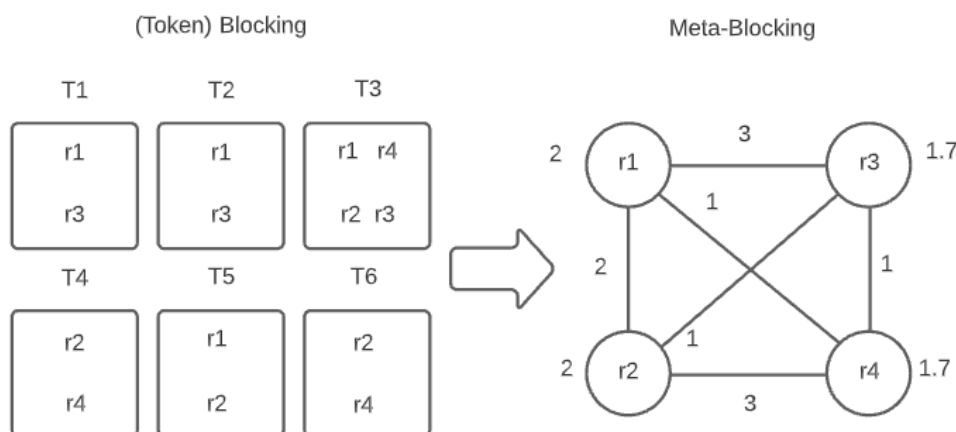 (Token) Blocking
T1 T2 T3
r1 r1 r1 r4
r3 r3 r2 r3
T4 T5 T6
r2 r1 r2
r4 r2 r4
Meta-Blocking
3
2 r1 r3 1.7
1
2 1
1
2 r2 r4 1.7
3